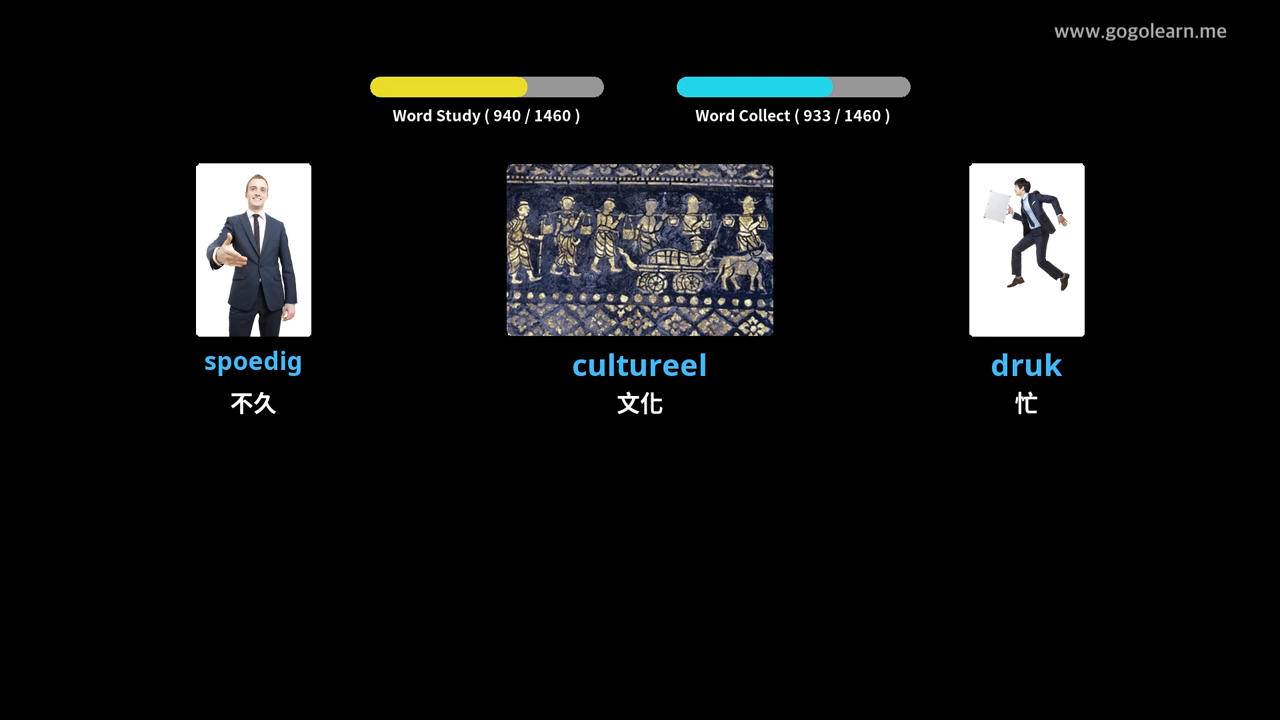 www.gogolearn.me
Word Study ( 940 / 1460 )
Word Collect ( 933 / 1460 )
spoedig
不久
cultureel
文化
druk
忙